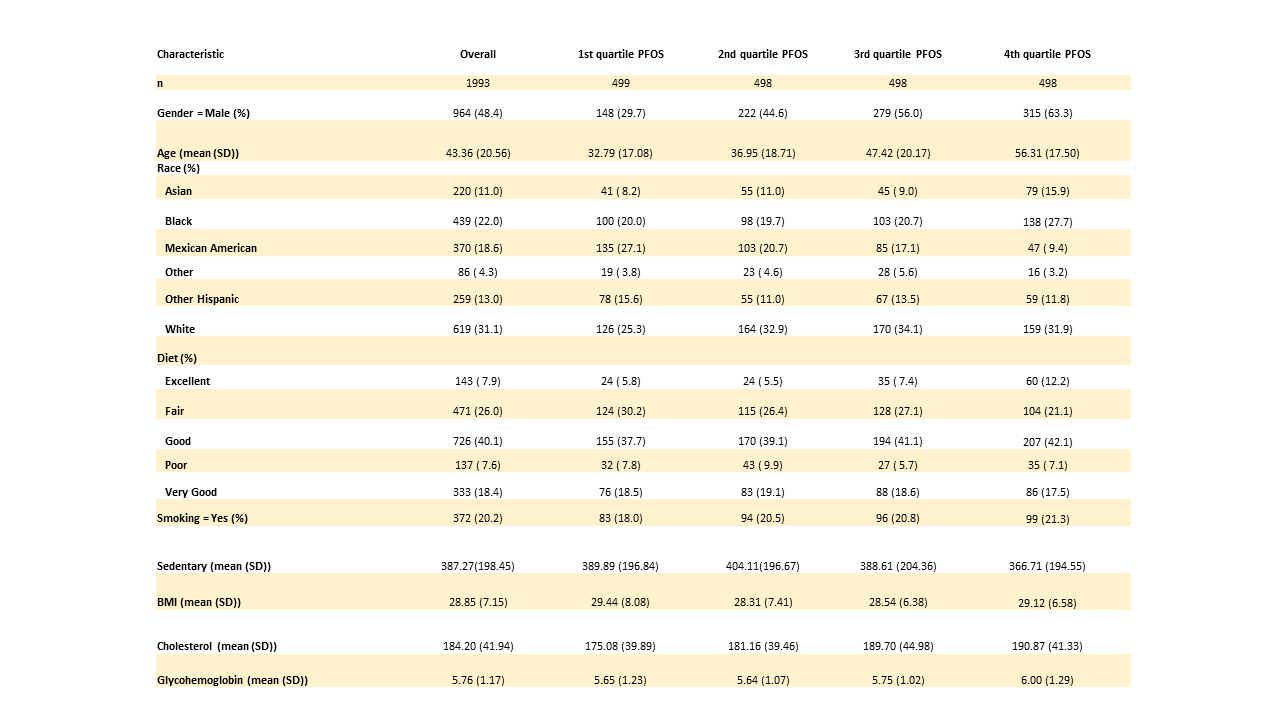 Characteristic Overall 1st quartile PFOS 2nd quartile PFOS 3rd quartile PFOS 4th quartile PFOS
n 1993 499 498 498 498
Gender = Male (%) 964 (48.4) 148 (29.7) 222 (44.6) 279 (56.0) 315 (63.3)
Age (mean (SD)) 43.36 (20.56) 32.79 (17.08) 36.95 (18.71) 47.42 (20.17) 56.31 (17.50)
Race (%)
Asian 220 (11.0) 41 ( 8.2) 55 (11.0) 45 ( 9.0) 79 (15.9)
Black 439 (22.0) 100 (20.0) 98 (19.7) 103 (20.7) 138 (27.7)
Mexican American 370 (18.6) 135 (27.1) 103 (20.7) 85 (17.1) 47 ( 9.4)
Other 86 ( 4.3) 19 ( 3.8) 23 ( 4.6) 28 ( 5.6) 16 ( 3.2)
Other Hispanic 259 (13.0) 78 (15.6) 55 (11.0) 67 (13.5) 59 (11.8)
White 619 (31.1) 126 (25.3) 164 (32.9) 170 (34.1) 159 (31.9)
Diet (%)
Excellent 143 ( 7.9) 24 ( 5.8) 24 ( 5.5) 35 ( 7.4) 60 (12.2)
Fair 471 (26.0) 124 (30.2) 115 (26.4) 128 (27.1) 104 (21.1)
Good 726 (40.1) 155 (37.7) 170 (39.1) 194 (41.1) 207 (42.1)
Poor 137 ( 7.6) 32 ( 7.8) 43 ( 9.9) 27 ( 5.7) 35 ( 7.1)
Very Good 333 (18.4) 76 (18.5) 83 (19.1) 88 (18.6) 86 (17.5)
Smoking = Yes (%) 372 (20.2) 83 (18.0) 94 (20.5) 96 (20.8) 99 (21.3)
Sedentary (mean (SD)) 387.27(198.45) 389.89 (196.84) 404.11(196.67) 388.61 (204.36) 366.71 (194.55)
BMI (mean (SD)) 28.85 (7.15) 29.44 (8.08) 28.31 (7.41) 28.54 (6.38) 29.12 (6.58)
Cholesterol (mean (SD)) 184.20 (41.94) 175.08 (39.89) 181.16 (39.46) 189.70 (44.98) 190.87 (41.33)
Glycohemoglobin (mean (SD)) 5.76 (1.17) 5.65 (1.23) 5.64 (1.07) 5.75 (1.02) 6.00 (1.29)